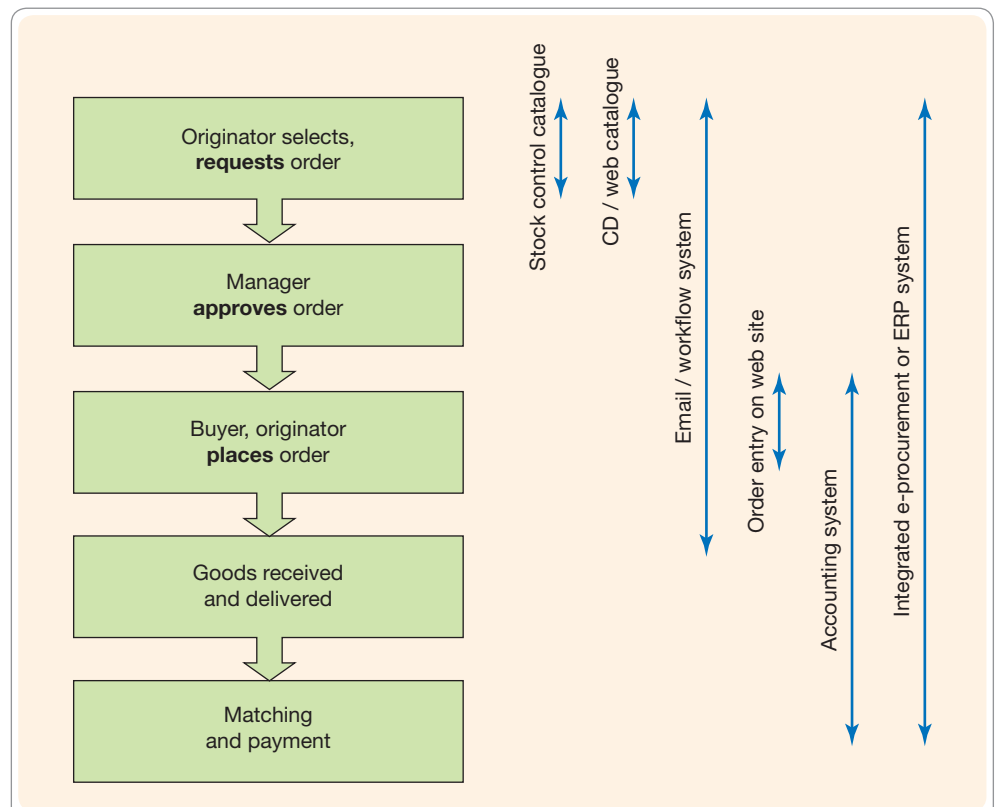 Originator selects,
requests order
Manager
approves order
Buyer, originator
places order
Goods received
and delivered
Matching
and payment
Stock control catalogue
CD / web catalogue
Email / workflow system
Order entry on web site
Accounting system
Integrated e-procurement or ERP system